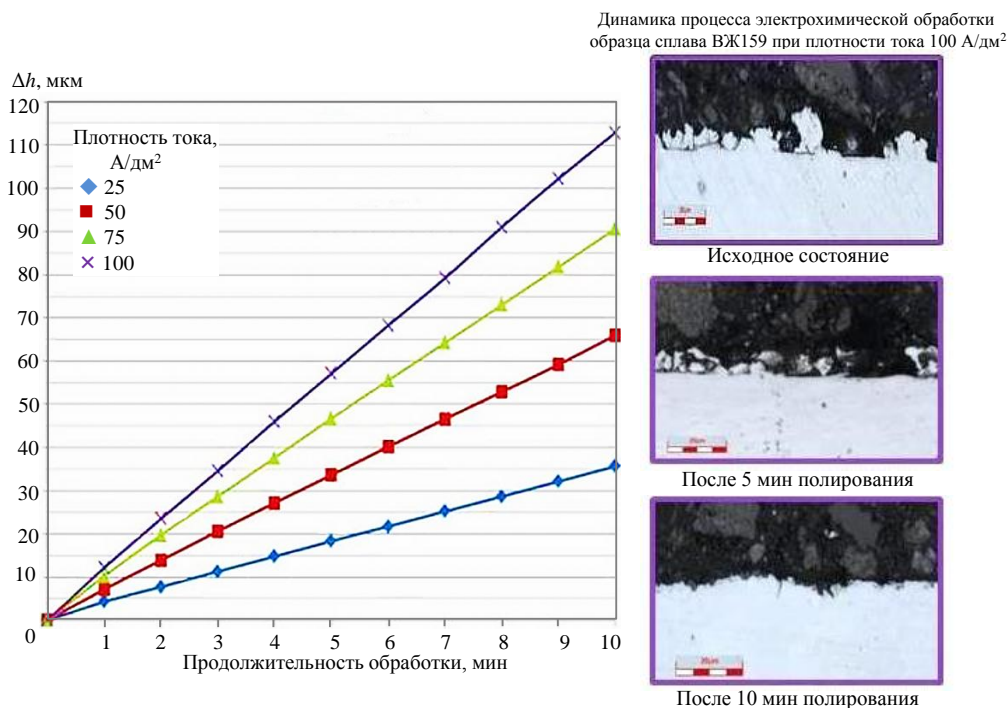 Динамика процесса электрохимической обработки
образца сплава ВЖ159 при плотности тока 100 А/дм²
Δh, мкм
120
110
100
90
80
70
60
50
40
30
20
10
0
Плотность тока,
А/дм²
25
50
75
100
1 2 3 4 5 6 7 8 9 10
Продолжительность обработки, мин
Исходное состояние
После 5 мин полирования
После 10 мин полирования